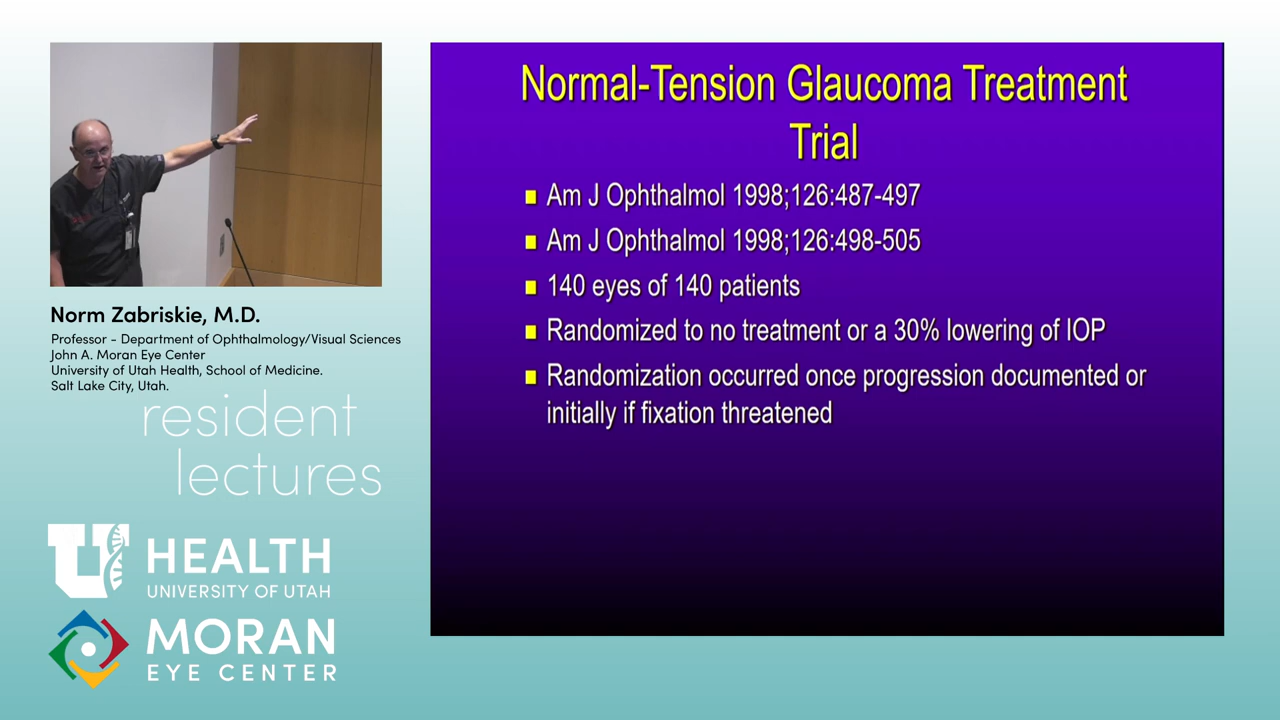 Normal-Tension Glaucoma Treatment
Trial
Am J Ophthalmol 1998;126:487-497
Am J Ophthalmol 1998;126:498-505
140 eyes of 140 patients
Randomized to no treatment or a 30% lowering of IOP
Randomization occurred once progression documented or
initially if fixation threatened
Norm Zabriskie, M.D.
Professor - Department of Ophthalmology/Visual Sciences
John A. Moran Eye Center
University of Utah Health, School of Medicine.
Salt Lake City, Utah.
resident
lectures
U HEALTH
UNIVERSITY OF UTAH
MORAN
EYE CENTER